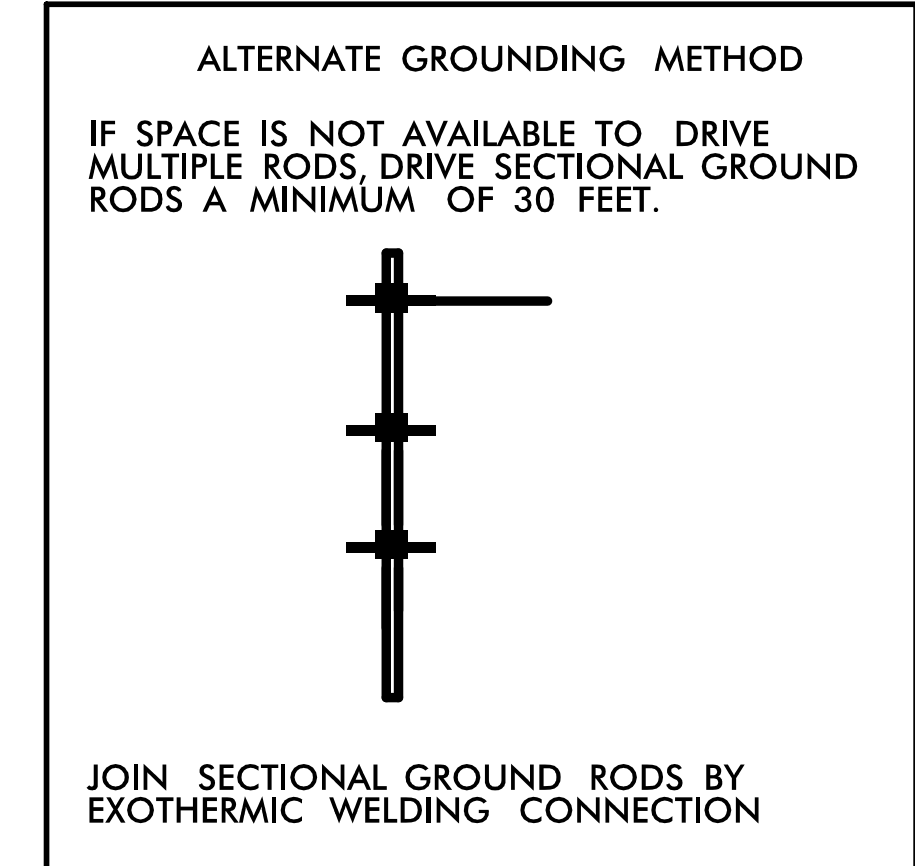 ALTERNATE GROUNDING METHOD
IF SPACE IS NOT AVAILABLE TO DRIVE
MULTIPLE RODS, DRIVE SECTIONAL GROUND
RODS A MINIMUM OF 30 FEET.
JOIN SECTIONAL GROUND RODS BY
EXOTHERMIC WELDING CONNECTION